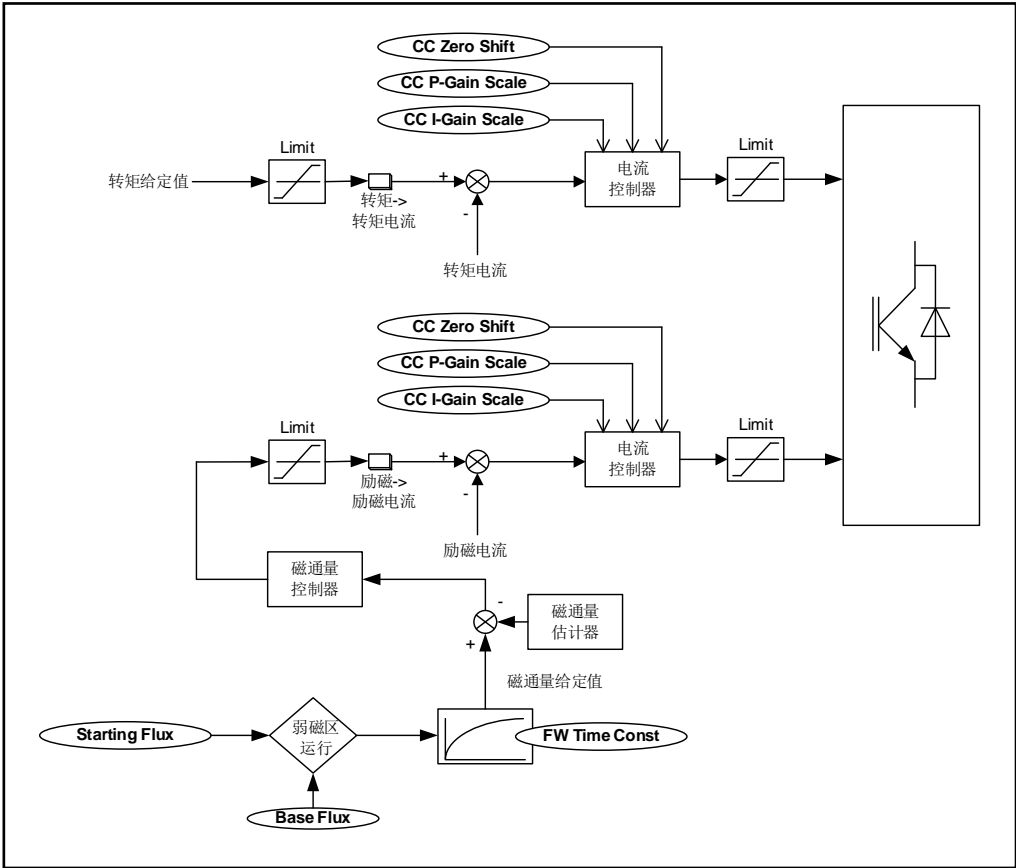 CC Zero Shift
CC P-Gain Scale
CC I-Gain Scale
Limit
Limit
转矩给定值
+
电流
控制器
转矩->
转矩电流
-
转矩电流
CC Zero Shift
CC P-Gain Scale
CC I-Gain Scale
Limit
Limit
+
电流
控制器
励磁->
励磁电流
-
励磁电流
磁通量
控制器
-
磁通量
估计器
+
磁通量给定值
Starting Flux
弱磁区
运行
FW Time Const
Base Flux